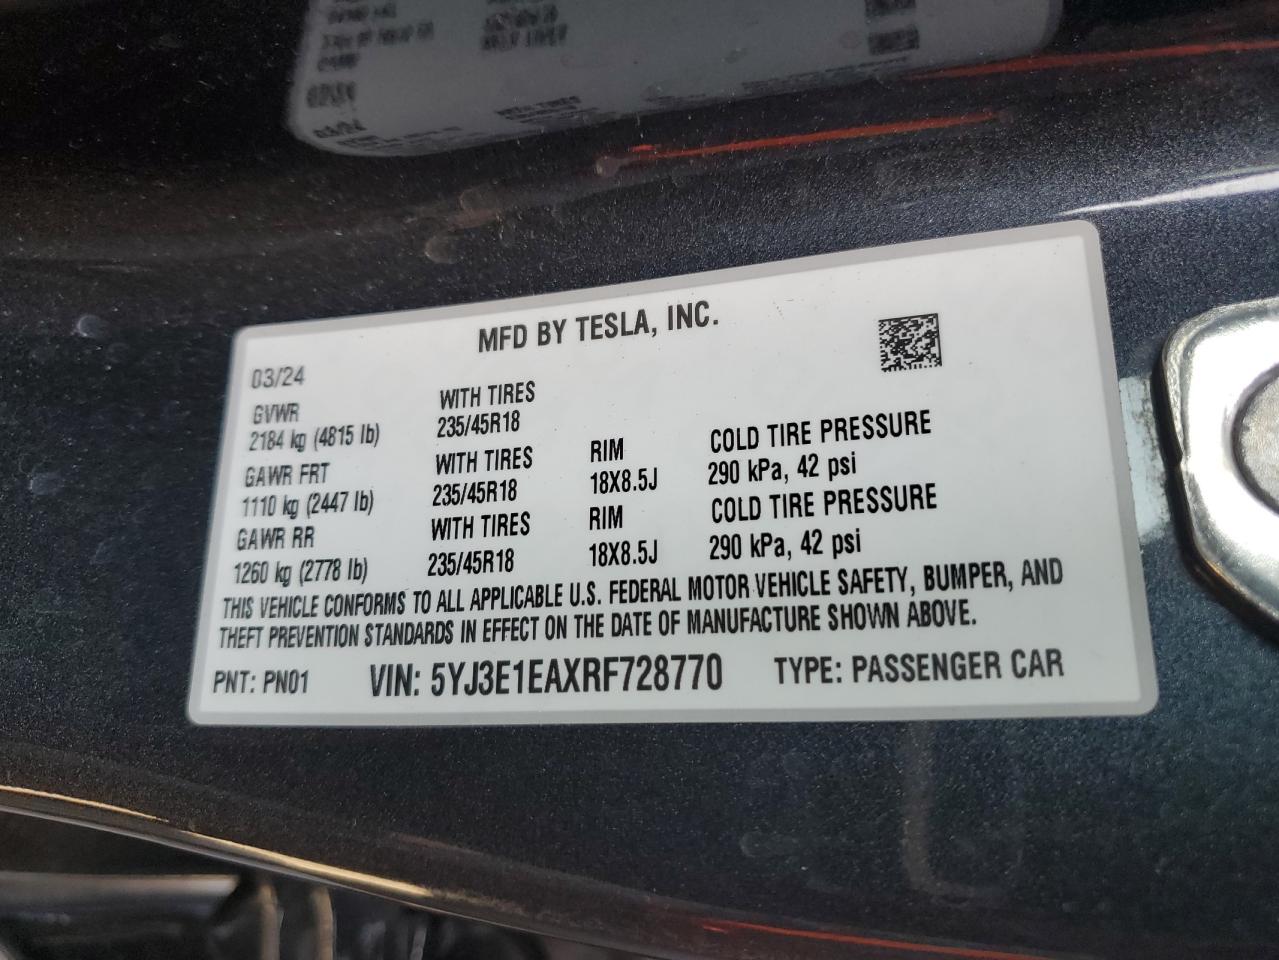 MFD BY TESLA, INC.
03/24
GVWR WITH TIRES
2184 kg (4815 lb) 235/45R18
GAWR FRT WITH TIRES RIM COLD TIRE PRESSURE
1110 kg (2447 lb) 235/45R18 18X8.5J 290 kPa, 42 psi
GAWR RR WITH TIRES RIM COLD TIRE PRESSURE
1260 kg (2778 lb) 235/45R18 18X8.5J 290 kPa, 42 psi
THIS VEHICLE CONFORMS TO ALL APPLICABLE U.S. FEDERAL MOTOR VEHICLE SAFETY, BUMPER, AND
THEFT PREVENTION STANDARDS IN EFFECT ON THE DATE OF MANUFACTURE SHOWN ABOVE.
PNT: PN01 VIN: 5YJ3E1EAXRF728770 TYPE: PASSENGER CAR